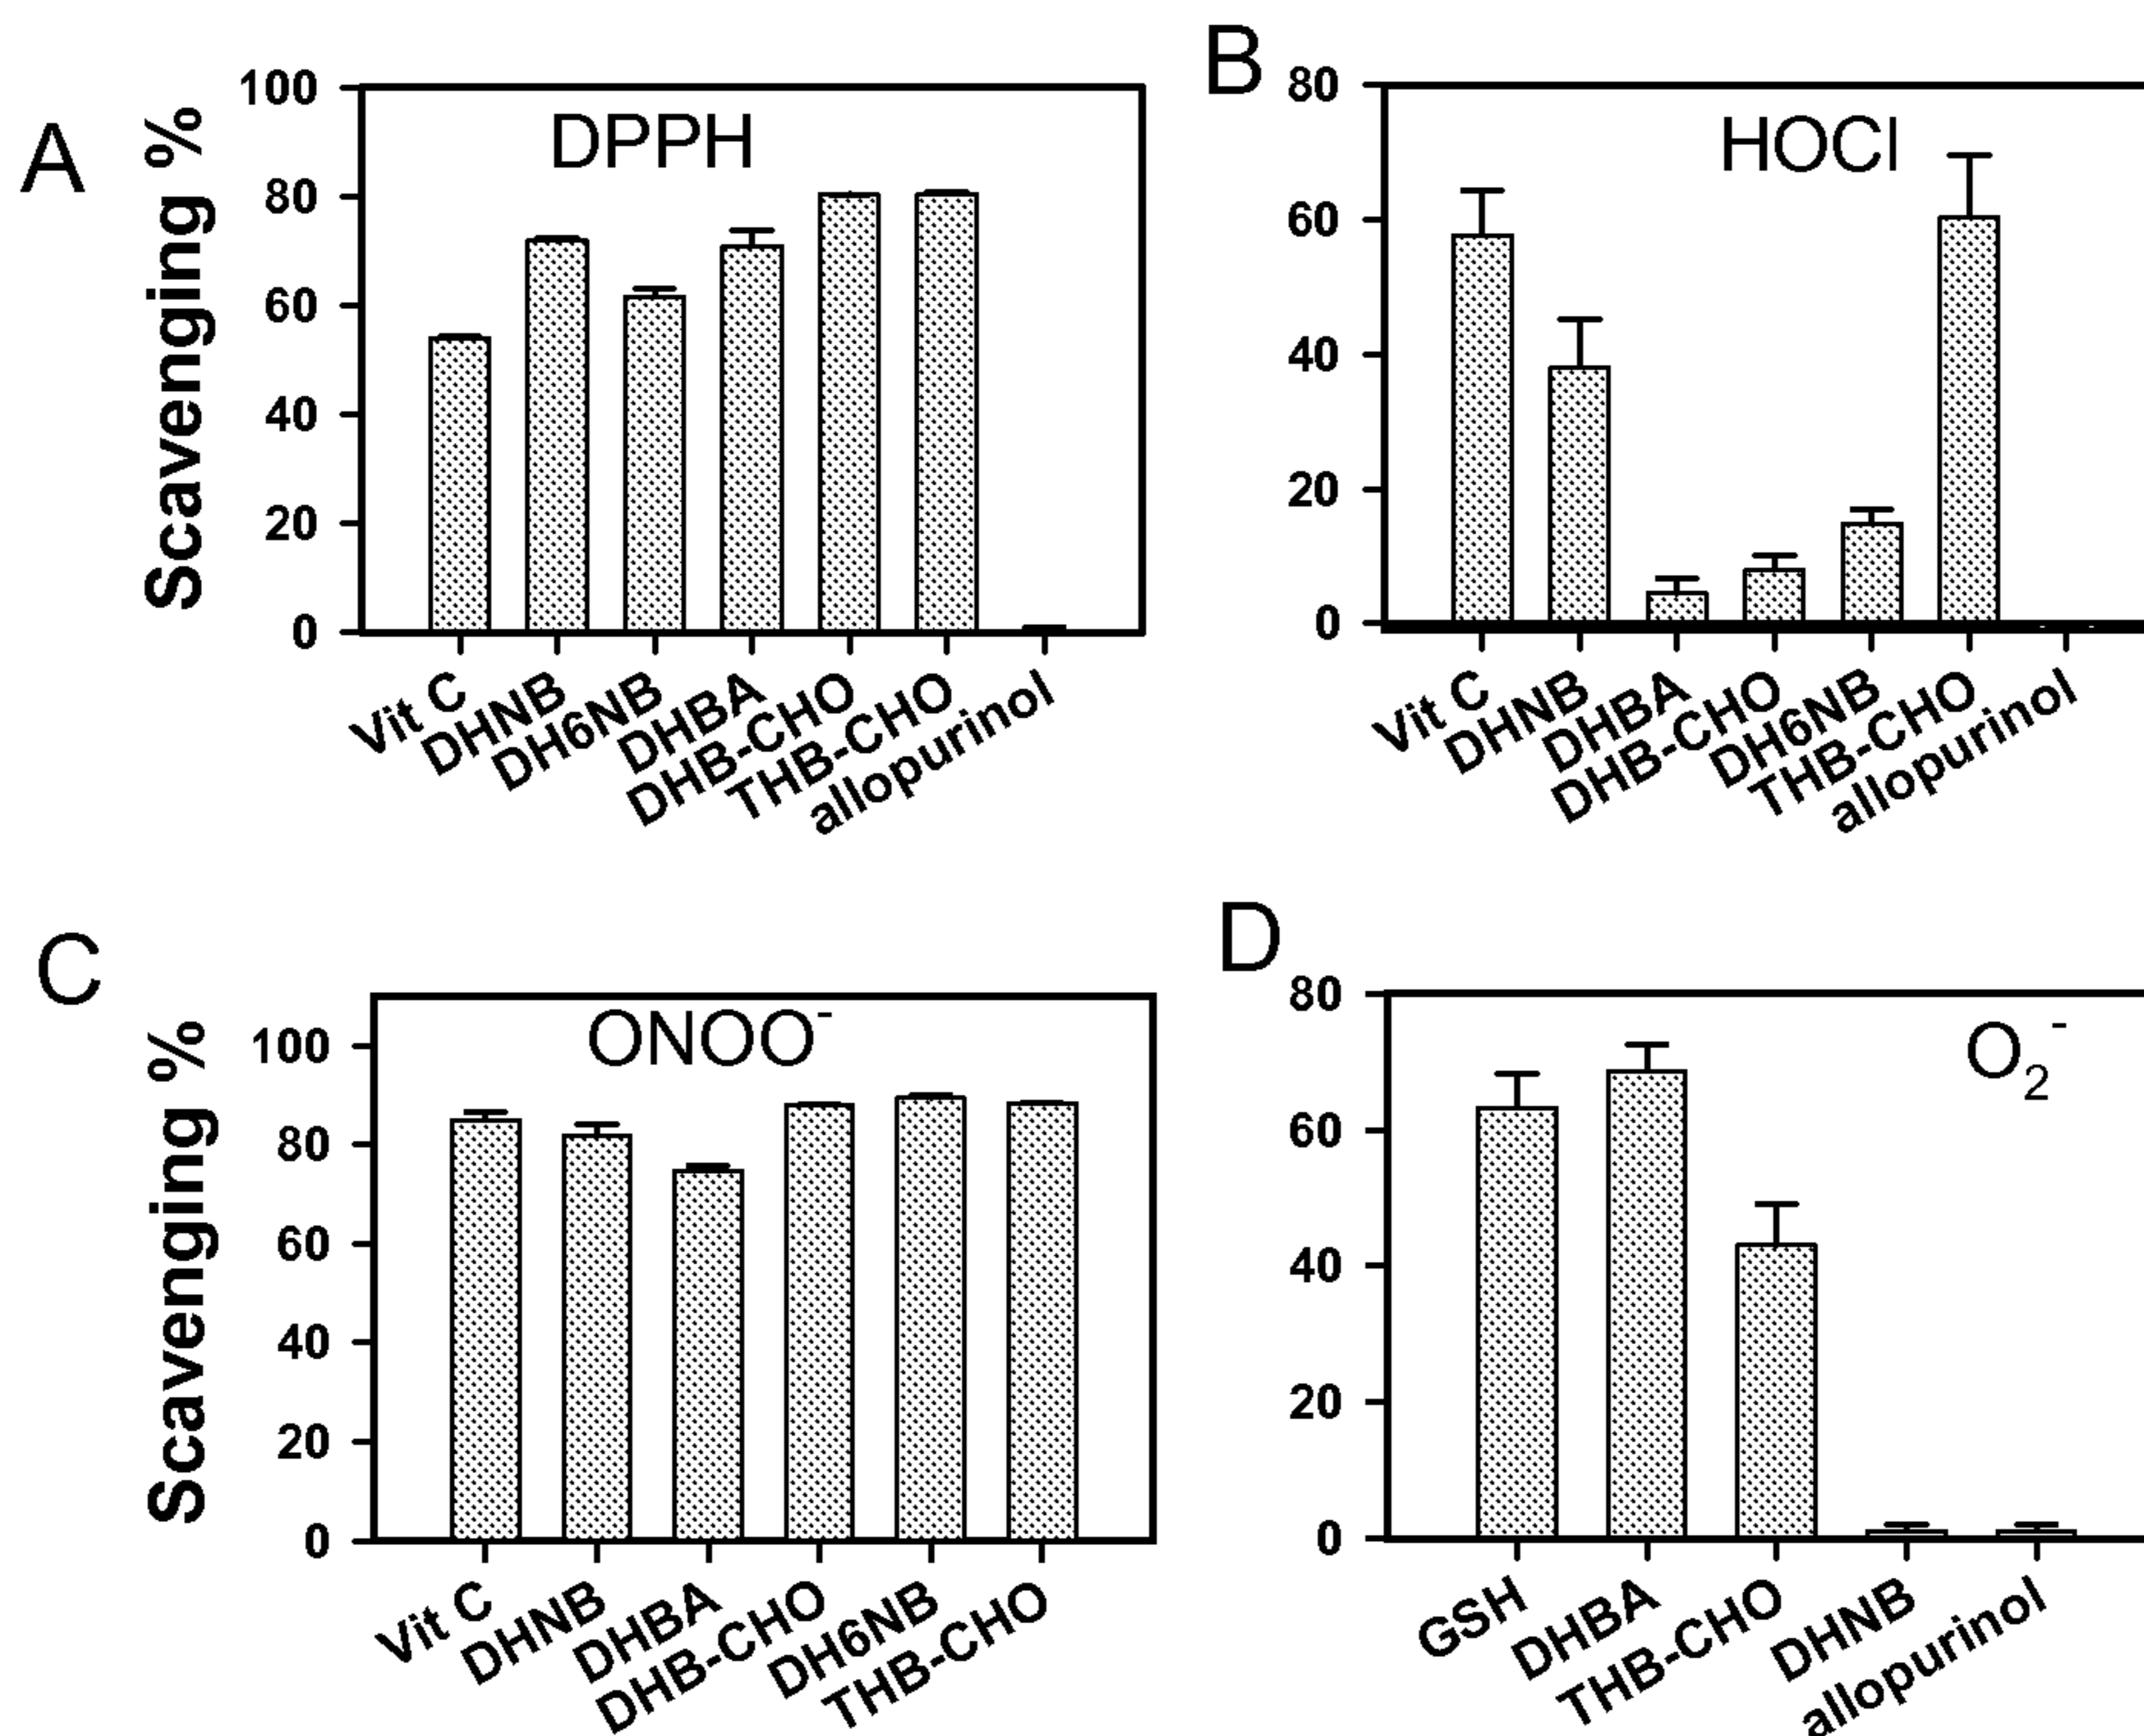 A
Scavenging %
DPPH
100
80
60
40
20
0
Vit C
DHNB
DH6NB
DHBA
DHB-CHO
THB-CHO
allopurinol
B
HOCl
80
60
40
20
0
Vit C
DHNB
DHBA
DHB-CHO
DH6NB
THB-CHO
allopurinol
C
Scavenging %
ONOO⁻
100
80
60
40
20
0
Vit C
DHNB
DHBA
DHB-CHO
DH6NB
THB-CHO
D
O₂⁻
80
60
40
20
0
GSH
DHBA
THB-CHO
DHNB
allopurinol